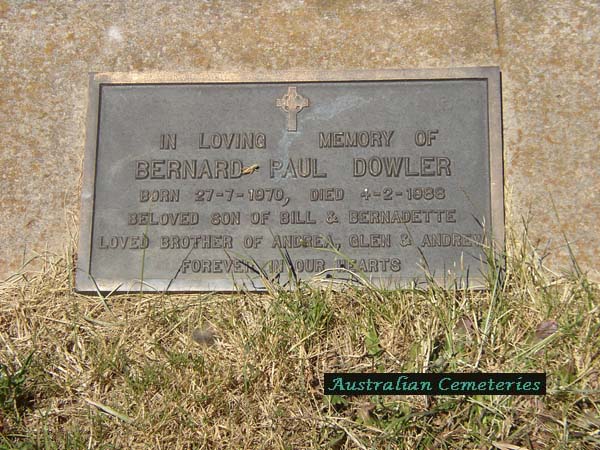 IN LOVING MEMORY OF
BERNARD PAUL DOWLER
BORN 27-7-1970, DIED 4-2-1988
BELOVED SON OF BILL & BERNADETTE
LOVED BROTHER OF ANDREA, GLEN & ANDREW
FOREVER IN OUR HEARTS
Australian Cemeteries